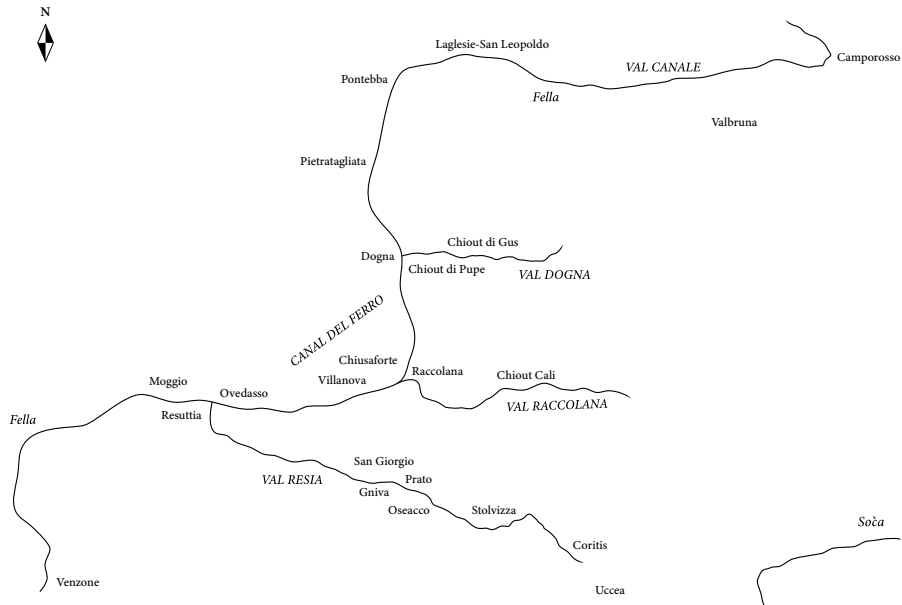 N
Laglesie-San Leopoldo
Camporosso
VAL CANALE
Pontebba
Fella
Valbruna
Pietratagliata
Chiout di Gus
Dogna
Chiout di Pupe
VAL DOGNA
CANAL DEL FERRO
Chiusaforte
Raccolana
Villanova
Chiout Cali
Moggio
Ovedasso
VAL RACCOLANA
Resuttia
Fella
San Giorgio
VAL RESIA
Prato
Gniva
Oseacco
Stolvizza
Soča
Coritis
Venzone
Uccea